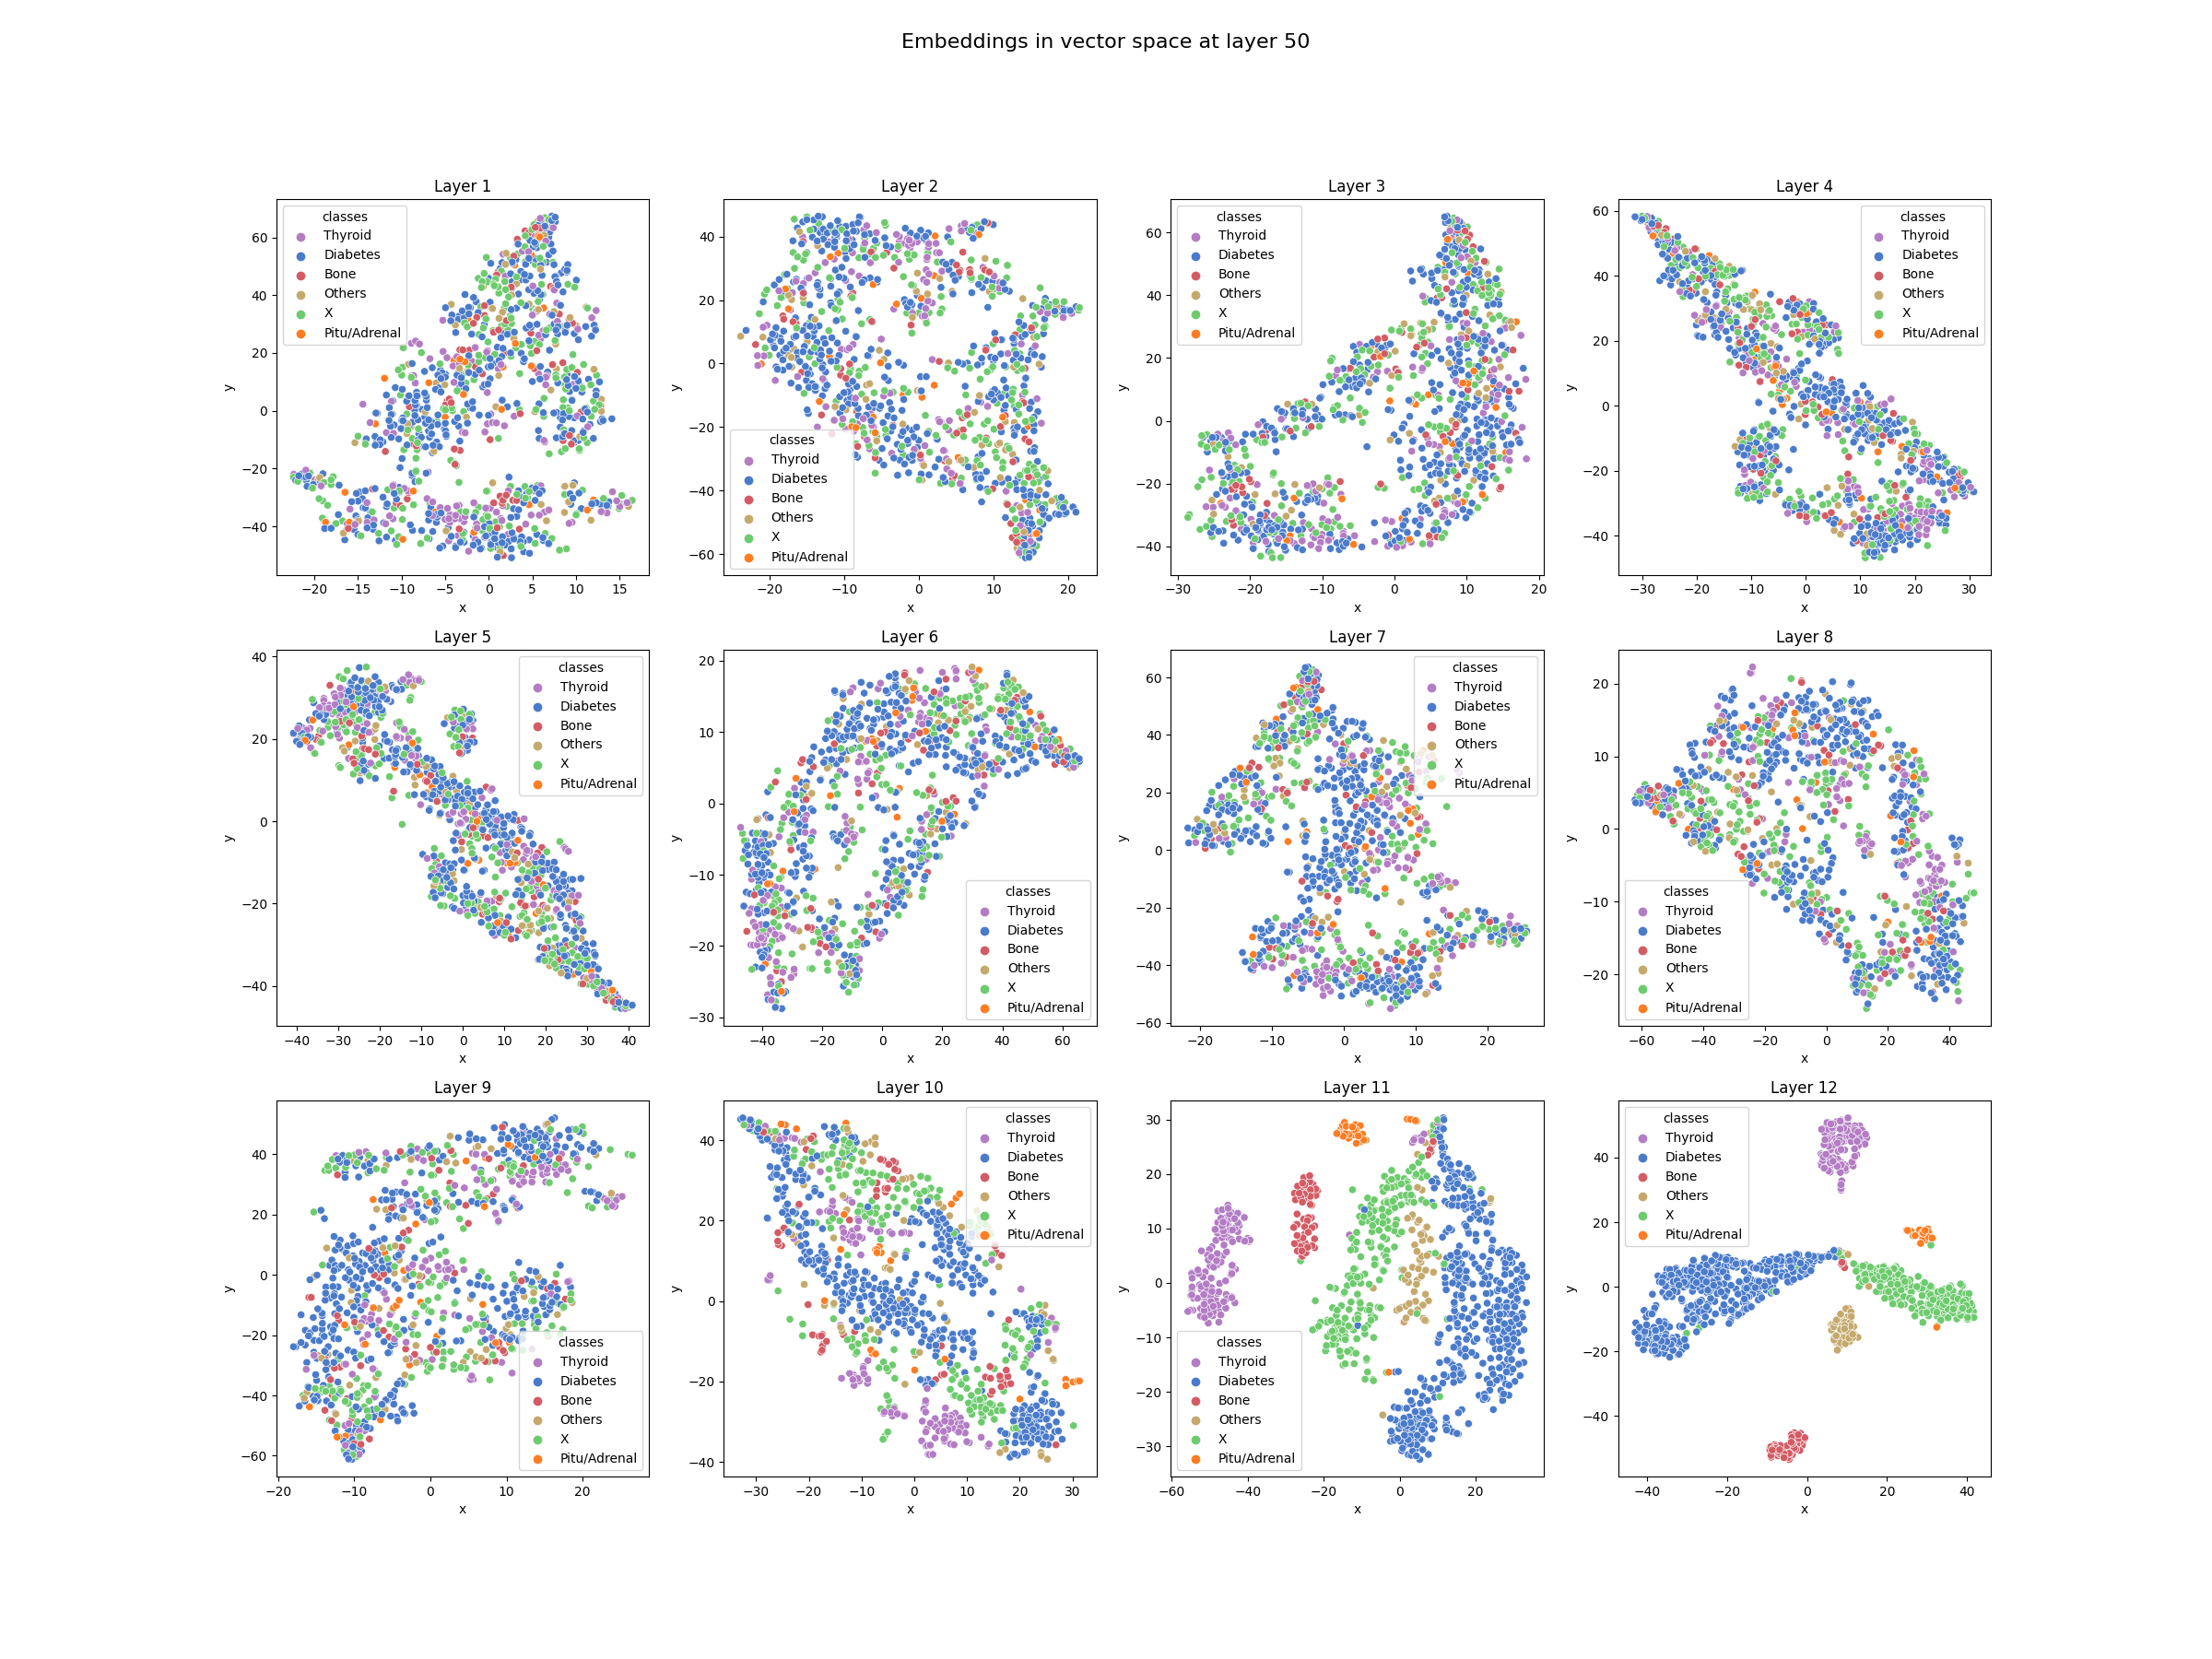 Embeddings in vector space at layer 50
Layer 1
classes
Thyroid
Diabetes
Bone
Others
X
Pitu/Adrenal
60
40
20
0
−20
−40
y
−20 −15 −10 −5 0 5 10 15
x
Layer 2
classes
Thyroid
Diabetes
Bone
Others
X
Pitu/Adrenal
40
20
0
−20
−40
−60
y
−20 −10 0 10 20
x
Layer 3
classes
Thyroid
Diabetes
Bone
Others
X
Pitu/Adrenal
60
40
20
0
−20
−40
y
−30 −20 −10 0 10 20
x
Layer 4
classes
Thyroid
Diabetes
Bone
Others
X
Pitu/Adrenal
60
40
20
0
−20
−40
y
−30 −20 −10 0 10 20 30
x
Layer 5
classes
Thyroid
Diabetes
Bone
Others
X
Pitu/Adrenal
40
20
0
−20
−40
y
−40 −30 −20 −10 0 10 20 30 40
x
Layer 6
classes
Thyroid
Diabetes
Bone
Others
X
Pitu/Adrenal
20
10
0
−10
−20
−30
y
−40 −20 0 20 40 60
x
Layer 7
classes
Thyroid
Diabetes
Bone
Others
X
Pitu/Adrenal
60
40
20
0
−20
−40
−60
y
−20 −10 0 10 20
x
Layer 8
classes
Thyroid
Diabetes
Bone
Others
X
Pitu/Adrenal
20
10
0
−10
−20
y
−60 −40 −20 0 20 40
x
Layer 9
classes
Thyroid
Diabetes
Bone
Others
X
Pitu/Adrenal
40
20
0
−20
−40
−60
y
−20 −10 0 10 20
x
Layer 10
classes
Thyroid
Diabetes
Bone
Others
X
Pitu/Adrenal
40
20
0
−20
−40
y
−30 −20 −10 0 10 20 30
x
Layer 11
classes
Thyroid
Diabetes
Bone
Others
X
Pitu/Adrenal
30
20
10
0
−10
−20
−30
y
−60 −40 −20 0 20
x
Layer 12
classes
Thyroid
Diabetes
Bone
Others
X
Pitu/Adrenal
40
20
0
−20
−40
y
−40 −20 0 20 40
x